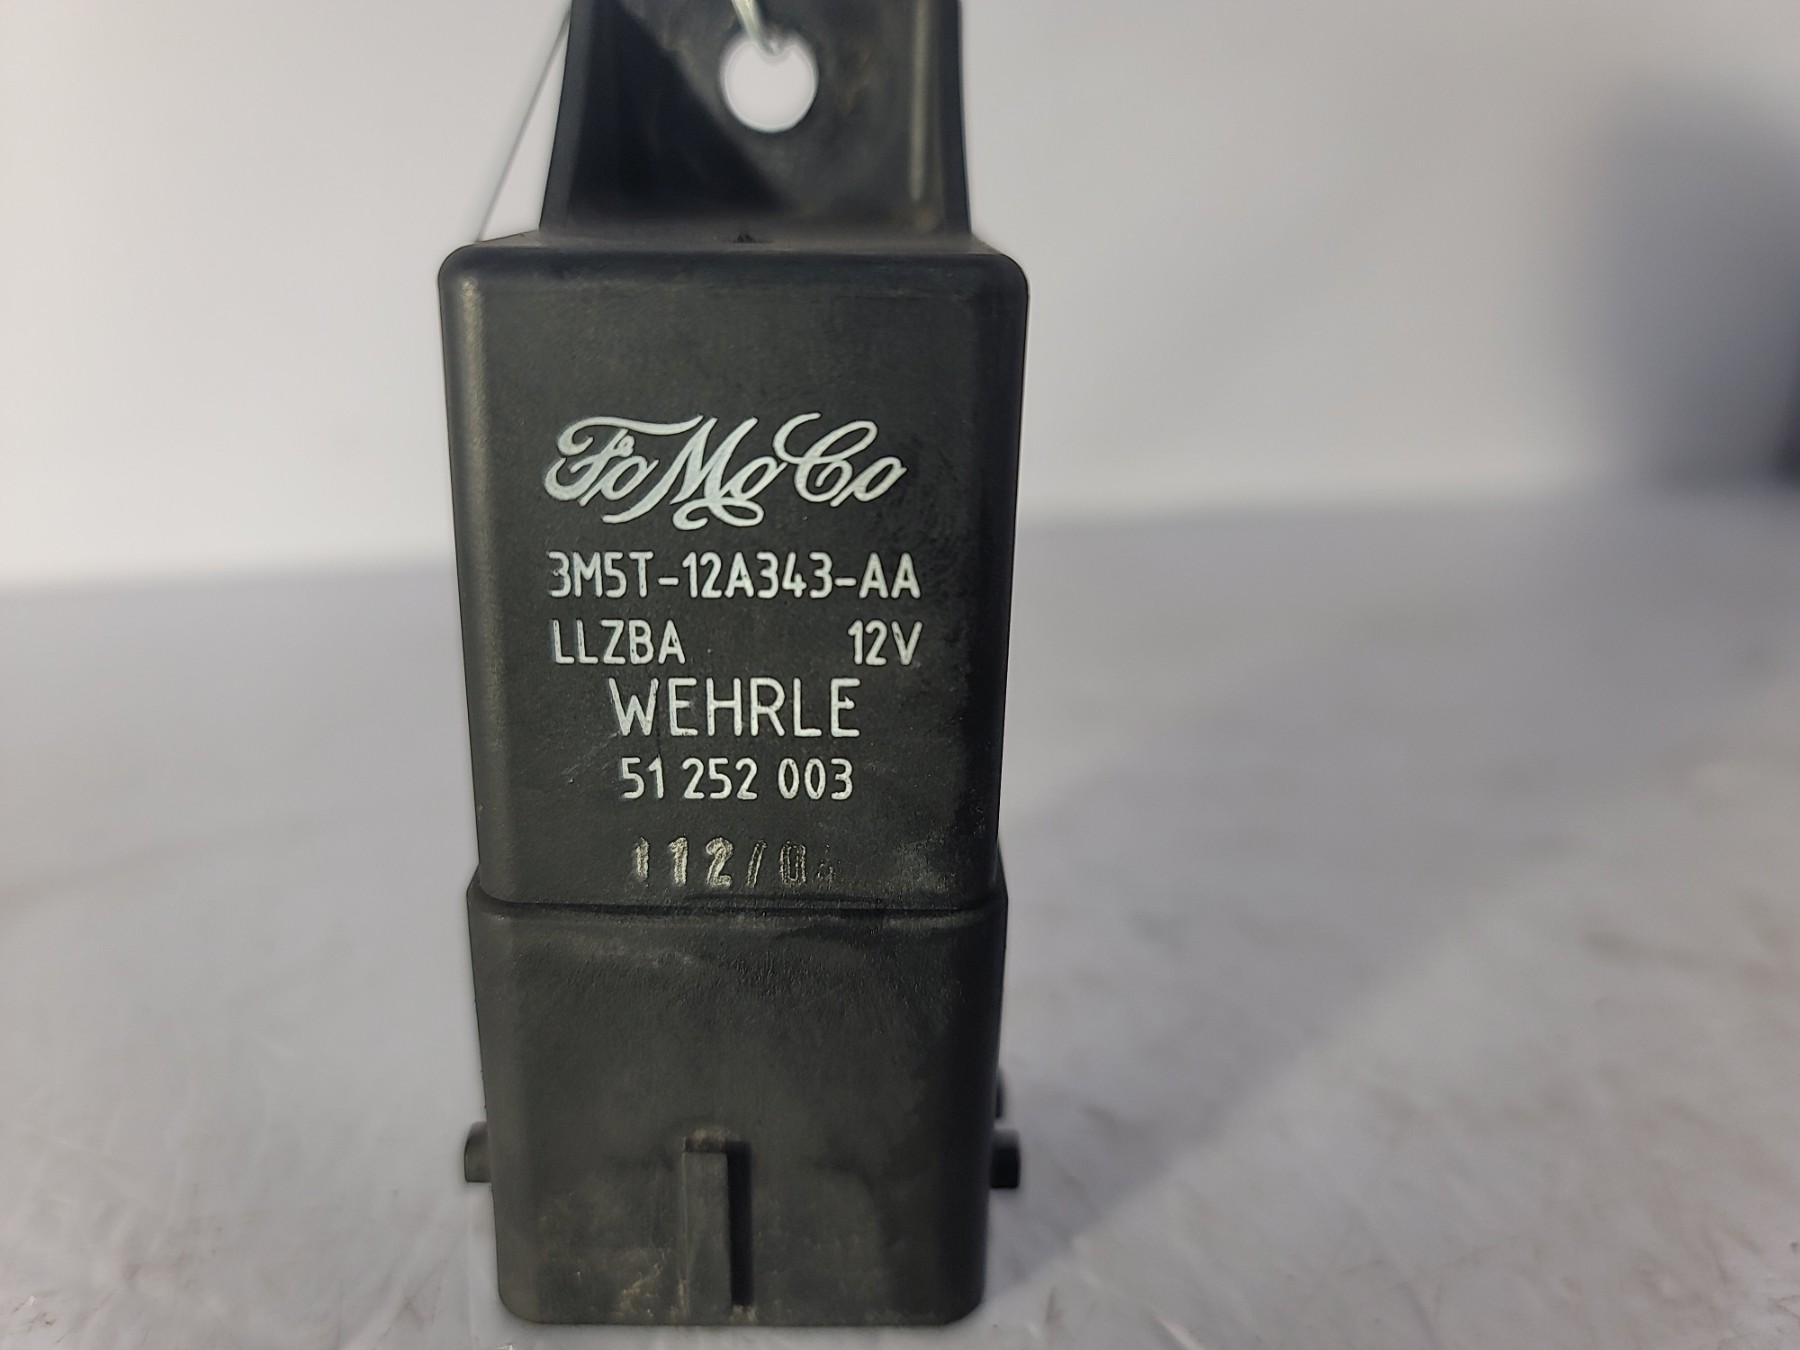 FoMoCo
3M5T-12A343-AA
LLZBA 12V
WEHRLE
51 252 003